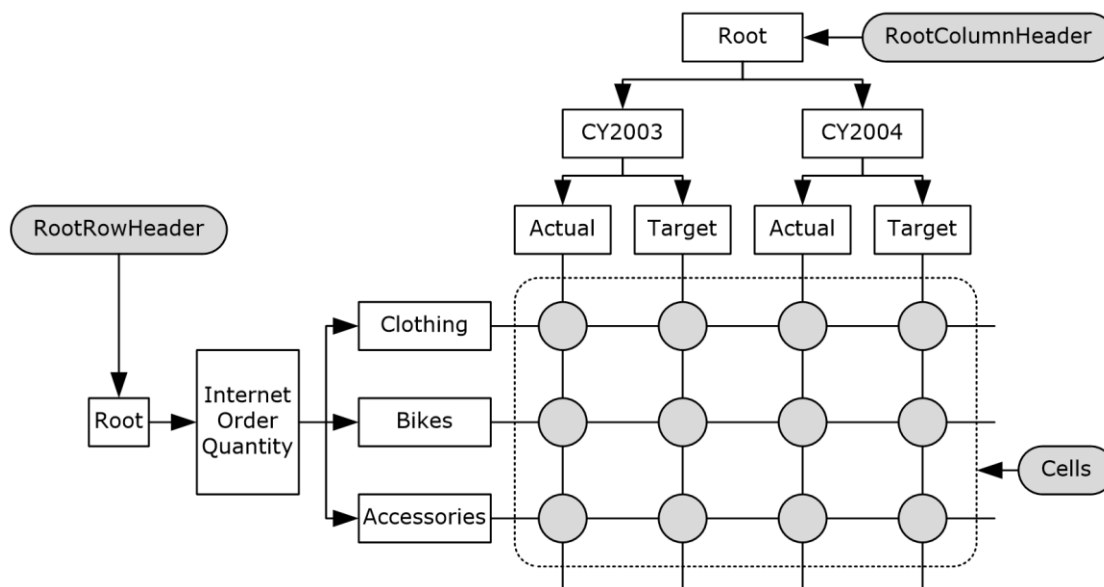 Root
RootColumnHeader
CY2003
CY2004
Actual
Target
Actual
Target
RootRowHeader
Clothing
Root
Internet
Order
Quantity
Bikes
Cells
Accessories